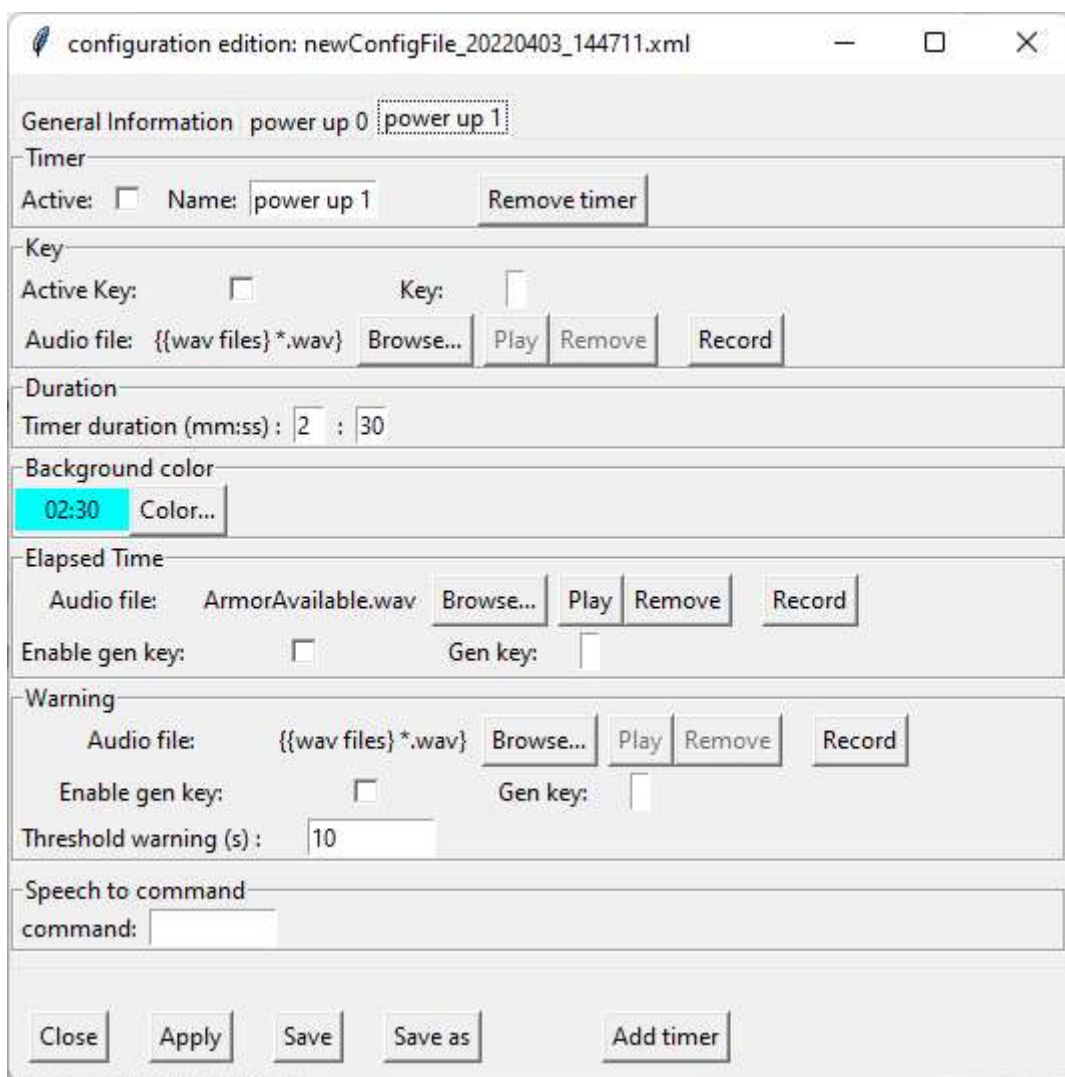 configuration edition: newConfigFile_20220403_144711.xml
General Information power up 0 power up 1
Timer
Active: Name: power up 1 Remove timer
Key
Active Key: Key:
Audio file: {{wav files} *.wav} Browse... Play Remove Record
Duration
Timer duration (mm:ss) : 2 : 30
Background color
02:30 Color...
Elapsed Time
Audio file: ArmorAvailable.wav Browse... Play Remove Record
Enable gen key: Gen key:
Warning
Audio file: {{wav files} *.wav} Browse... Play Remove Record
Enable gen key: Gen key:
Threshold warning (s) : 10
Speech to command
command:
Close Apply Save Save as Add timer